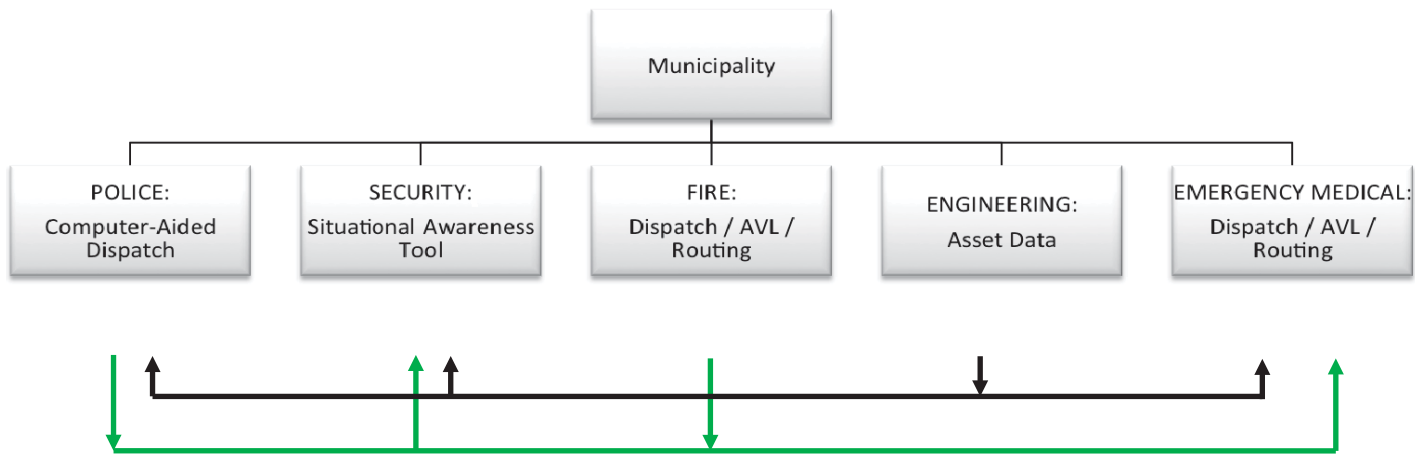 Municipality
POLICE:
Computer-Aided
Dispatch
SECURITY:
Situational Awareness
Tool
FIRE:
Dispatch / AVL /
Routing
ENGINEERING:
Asset Data
EMERGENCY MEDICAL:
Dispatch / AVL /
Routing